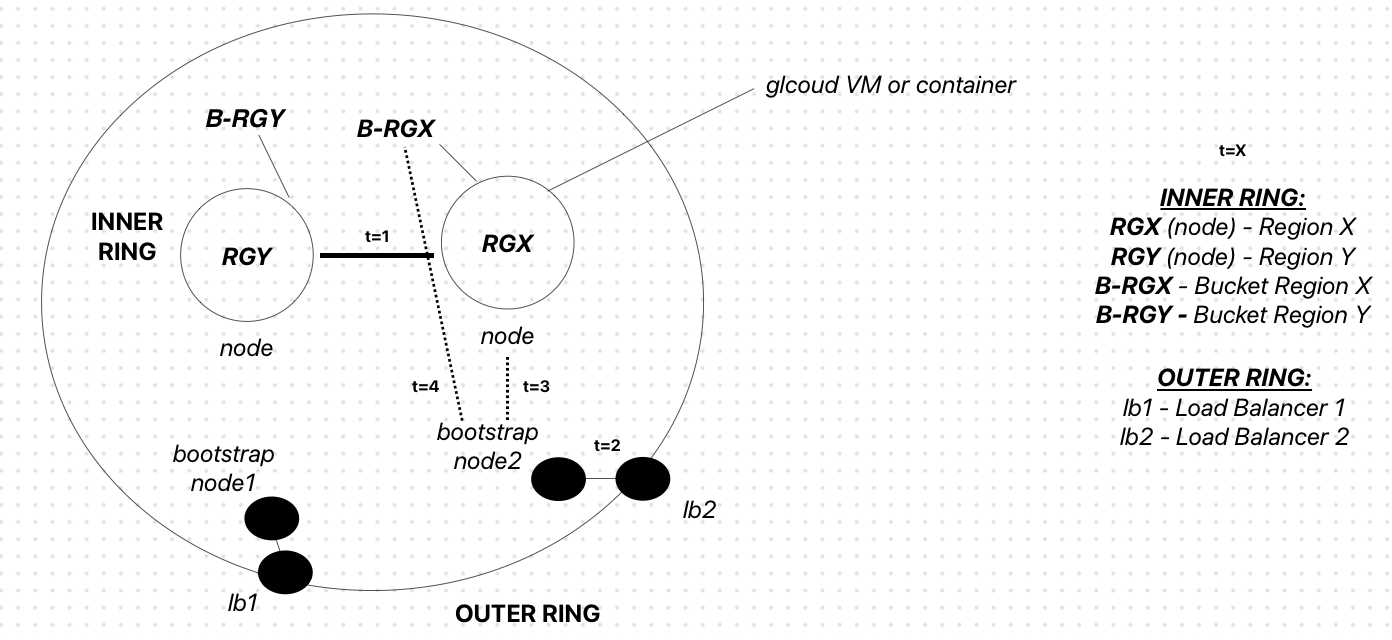 glcoud VM or container
B-RGY
B-RGX
INNER
RING
RGY
t=1
RGX
node
node
t=4
t=3
bootstrap
node2
t=2
bootstrap
node1
lb2
lb1
OUTER RING
t=X
INNER RING:
RGX (node) - Region X
RGY (node) - Region Y
B-RGX - Bucket Region X
B-RGY - Bucket Region Y
OUTER RING:
lb1 - Load Balancer 1
lb2 - Load Balancer 2